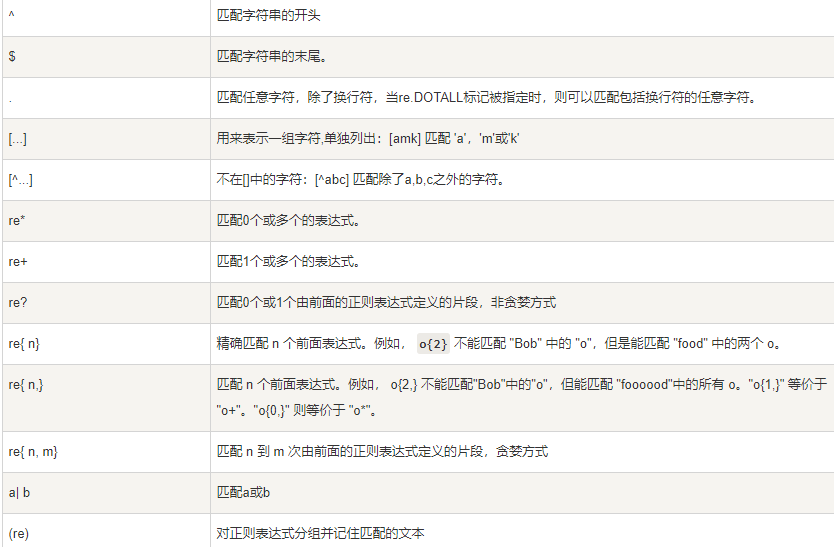 ^ 匹配字符串的开头
$ 匹配字符串的末尾。
. 匹配任意字符，除了换行符，当re.DOTALL标记被指定时，则可以匹配包括换行符的任意字符。
[...] 用来表示一组字符,单独列出：[amk] 匹配 'a'，'m'或'k'
[^...] 不在[]中的字符：[^abc] 匹配除了a,b,c之外的字符。
re* 匹配0个或多个的表达式。
re+ 匹配1个或多个的表达式。
re? 匹配0个或1个由前面的正则表达式定义的片段，非贪婪方式
re{ n} 精确匹配 n 个前面表达式。例如， o{2} 不能匹配 "Bob" 中的 "o"，但是能匹配 "food" 中的两个 o。
re{ n,} 匹配 n 个前面表达式。例如， o{2,} 不能匹配"Bob"中的"o"，但能匹配 "foooood"中的所有 o。"o{1,}" 等价于
"o+"。"o{0,}" 则等价于 "o*"。
re{ n, m} 匹配 n 到 m 次由前面的正则表达式定义的片段，贪婪方式
a| b 匹配a或b
(re) 对正则表达式分组并记住匹配的文本